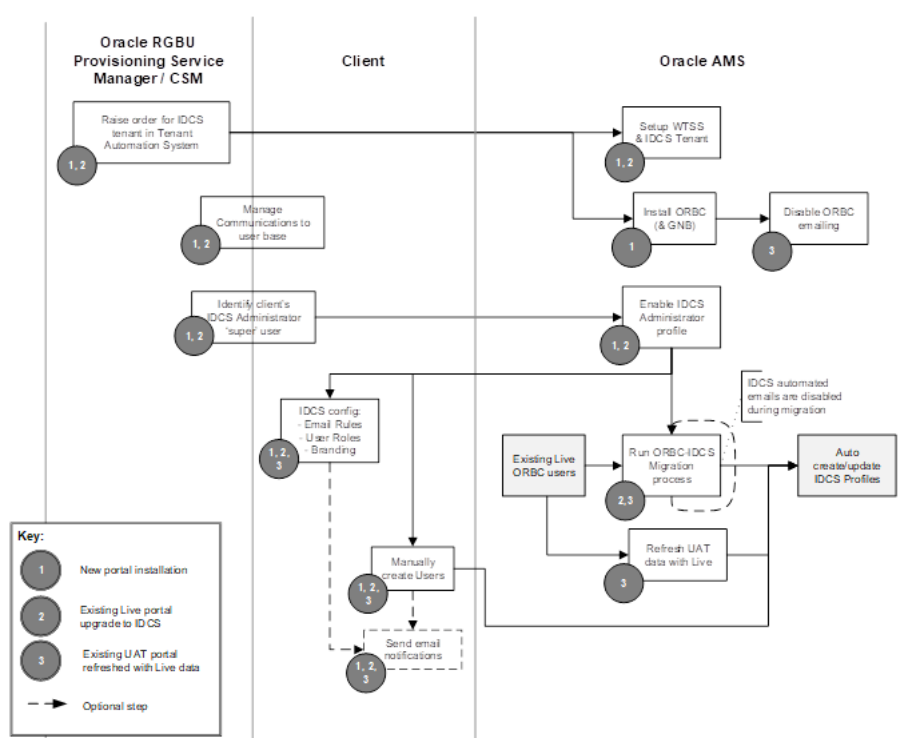 Oracle RGBU
Provisioning Service
Manager / CSM
Client
Oracle AMS
Raise order for IDCS
tenant in Tenant
Automation System
1, 2
Setup WTSS
& IDCS Tenant
1, 2
Manage
Communications to
user base
1, 2
Install ORBC
(& GNB)
1
Disable ORBC
emailing
3
Identify client's
IDCS Administrator
'super' user
1, 2
Enable IDCS
Administrator
profile
1, 2
IDCS automated
emails are disabled
during migration
IDCS config:
- Email Rules
- User Roles
- Branding
1, 2,
3
Existing Live
ORBC users
Run ORBC-IDCS
Migration
process
2,3
Auto
create/update
IDCS Profiles
Refresh UAT
data with Live
3
Manually
create Users
1, 2,
3
Send email
notifications
1, 2,
3
Key:
1
New portal installation
2
Existing Live portal
upgrade to IDCS
3
Existing UAT portal
refreshed with Live data
Optional step